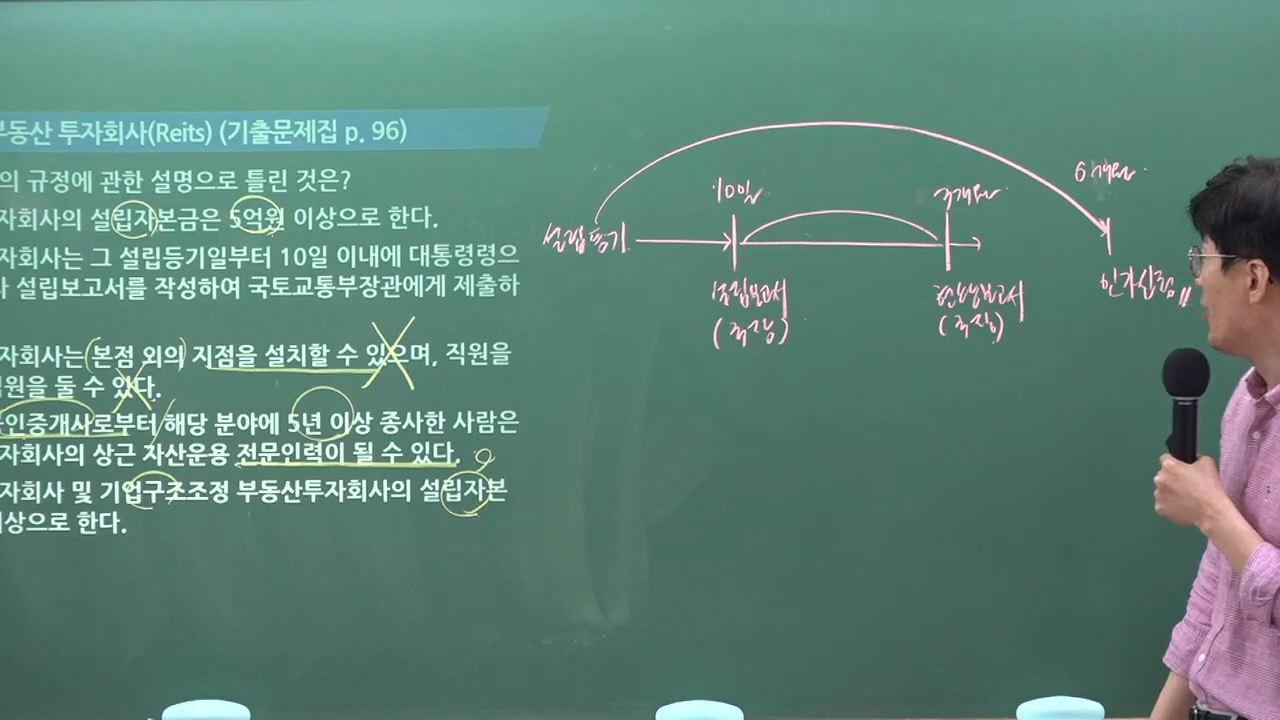 부동산 투자회사(Reits) (기출문제집 p. 96)
의 규정에 관한 설명으로 틀린 것은?
자회사의 설립자본금은 5억원 이상으로 한다.
자회사는 그 설립등기일부터 10일 이내에 대통령령으
라 설립보고서를 작성하여 국토교통부장관에게 제출하
자회사는 (본점 외의) 지점을 설치할 수 있으며, 직원을
직원을 둘 수 있다.
인중개사로부터 해당 분야에 5년 이상 종사한 사람은
자회사의 상근 자산운용 전문인력이 될 수 있다.
자회사 및 기업구조조정 부동산투자회사의 설립자본
이상으로 한다.
설립등기
10일
설립보고서
(국장)
3개월
현황보고서
(국장)
6개월
인가신청